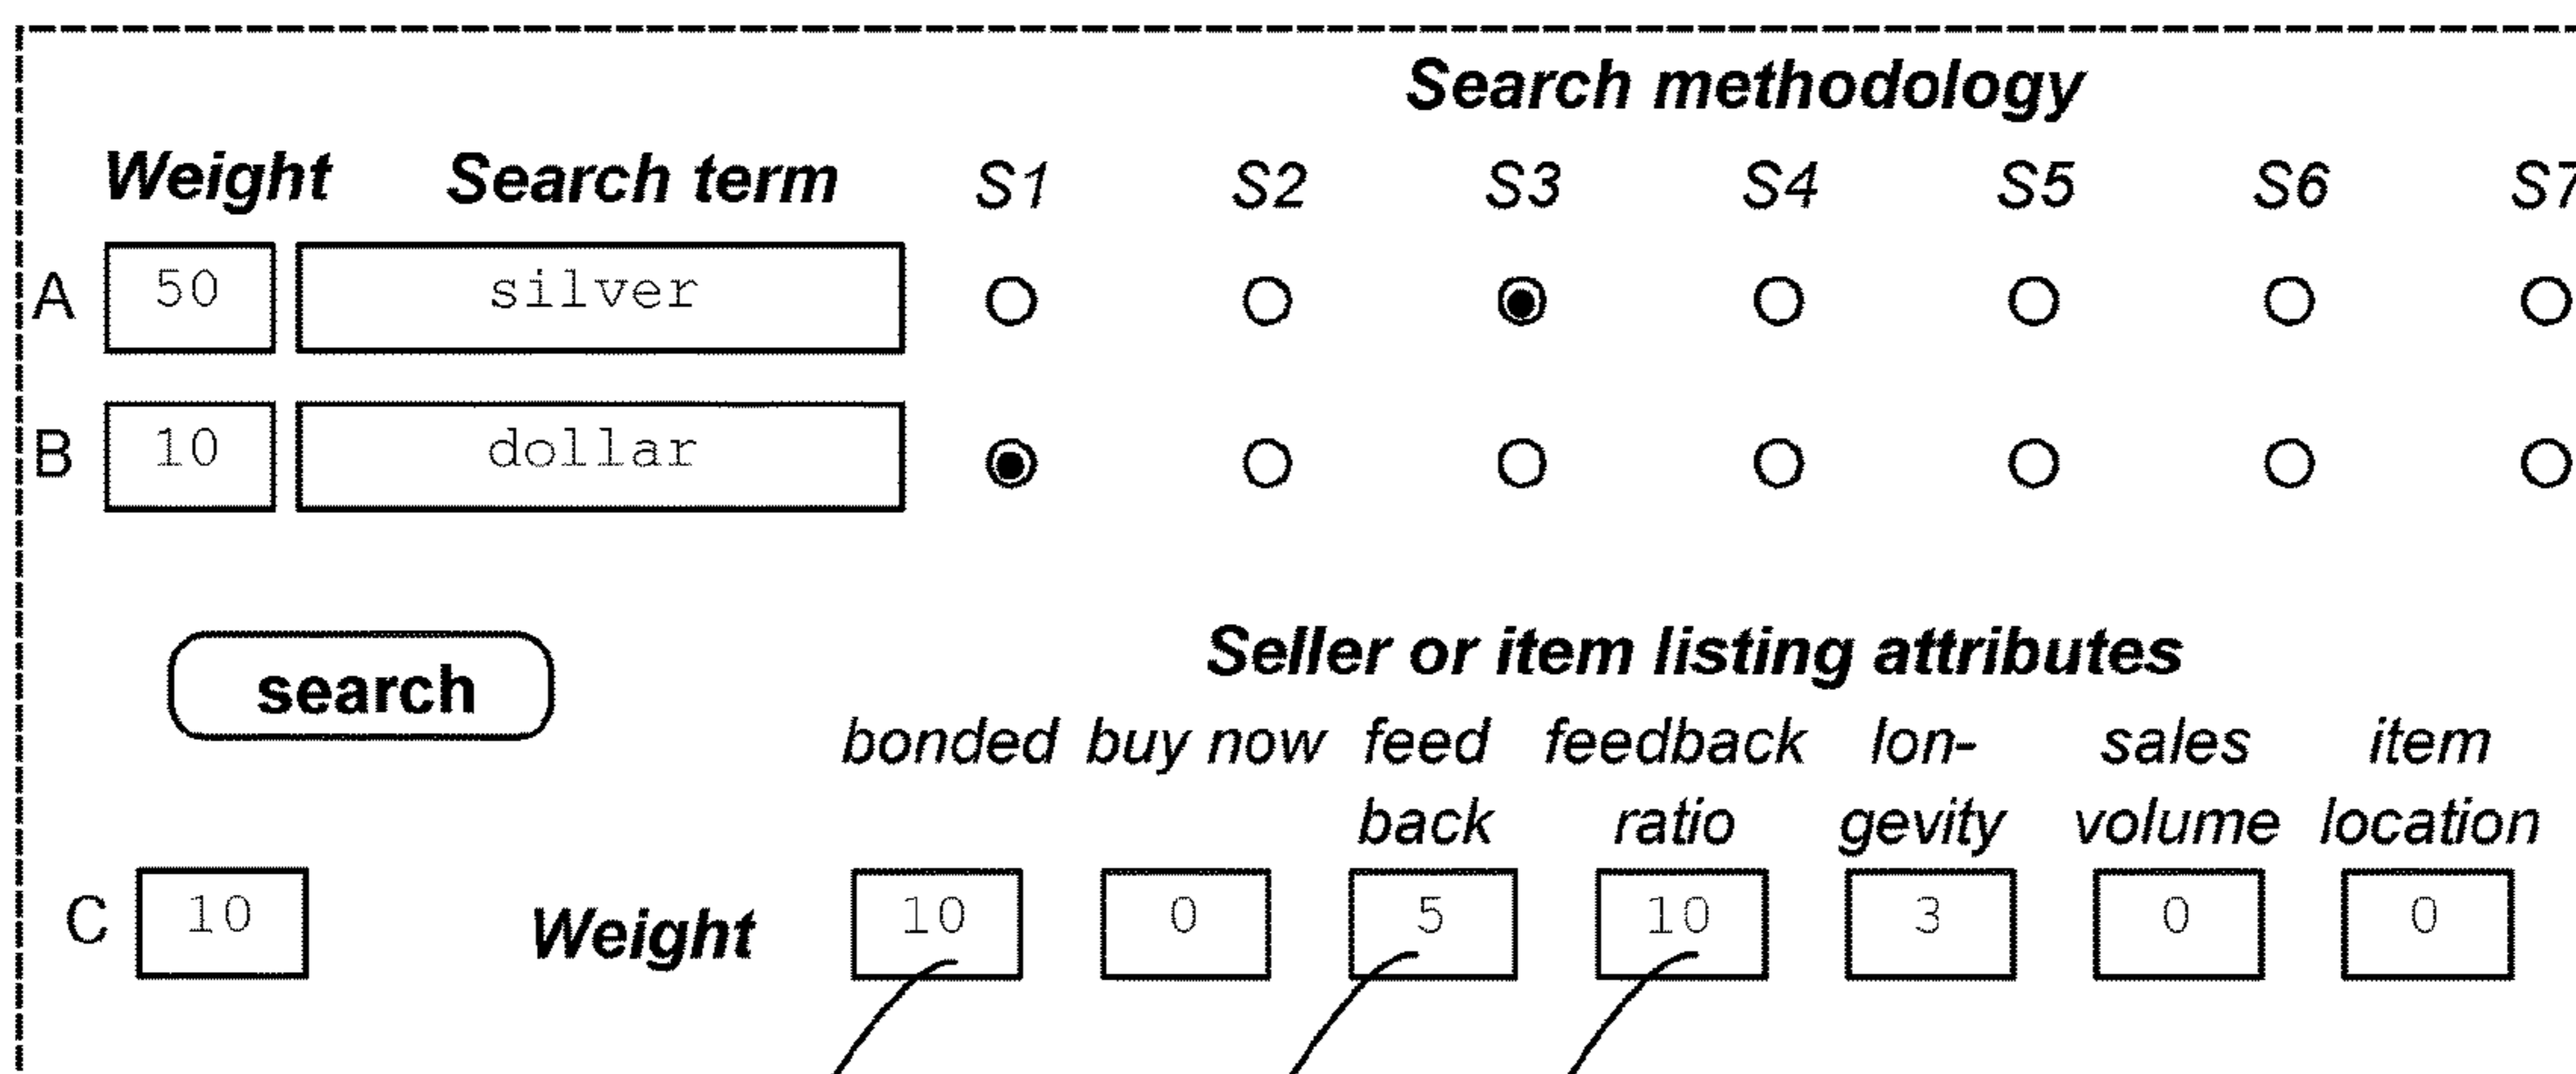 Search methodology
Weight Search term S1 S2 S3 S4 S5 S6 S7
A 50 silver
B 10 dollar
search
Seller or item listing attributes
bonded buy now feed feedback lon- sales item
back ratio gevity volume location
C 10 Weight 10 0 5 10 3 0 0